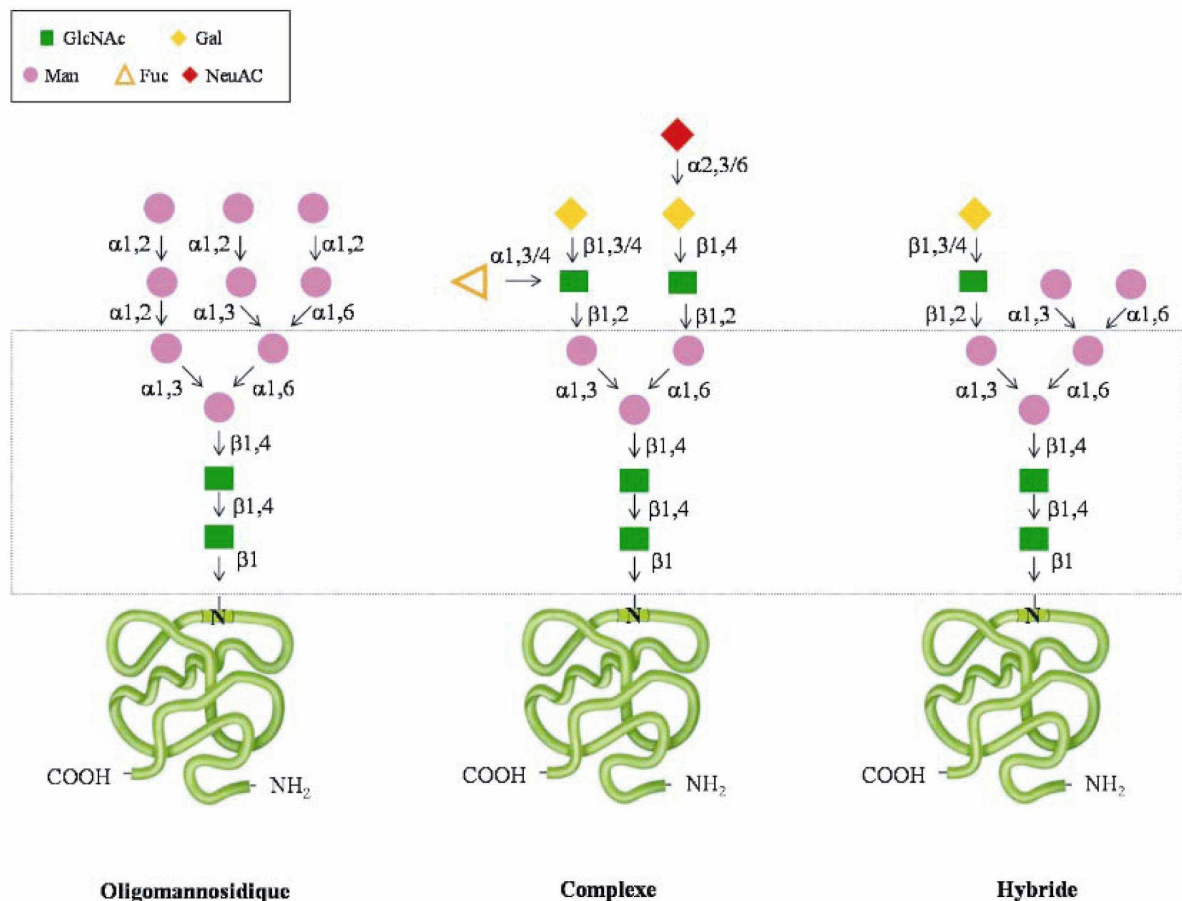 GlcNAc Gal
Man Fuc NeuAC
α2,3/6
α1,2 α1,2 α1,2 α1,3/4 β1,3/4 β1,4 β1,3/4
α1,2 α1,3 α1,6 β1,2 β1,2 β1,2 α1,3 α1,6
α1,3 α1,6 α1,3 α1,6 α1,3 α1,6
β1,4 β1,4 β1,4
β1,4 β1,4 β1,4
β1 β1 β1
N N N
COOH NH₂ COOH NH₂ COOH NH₂
Oligomannosidique Complexe Hybride